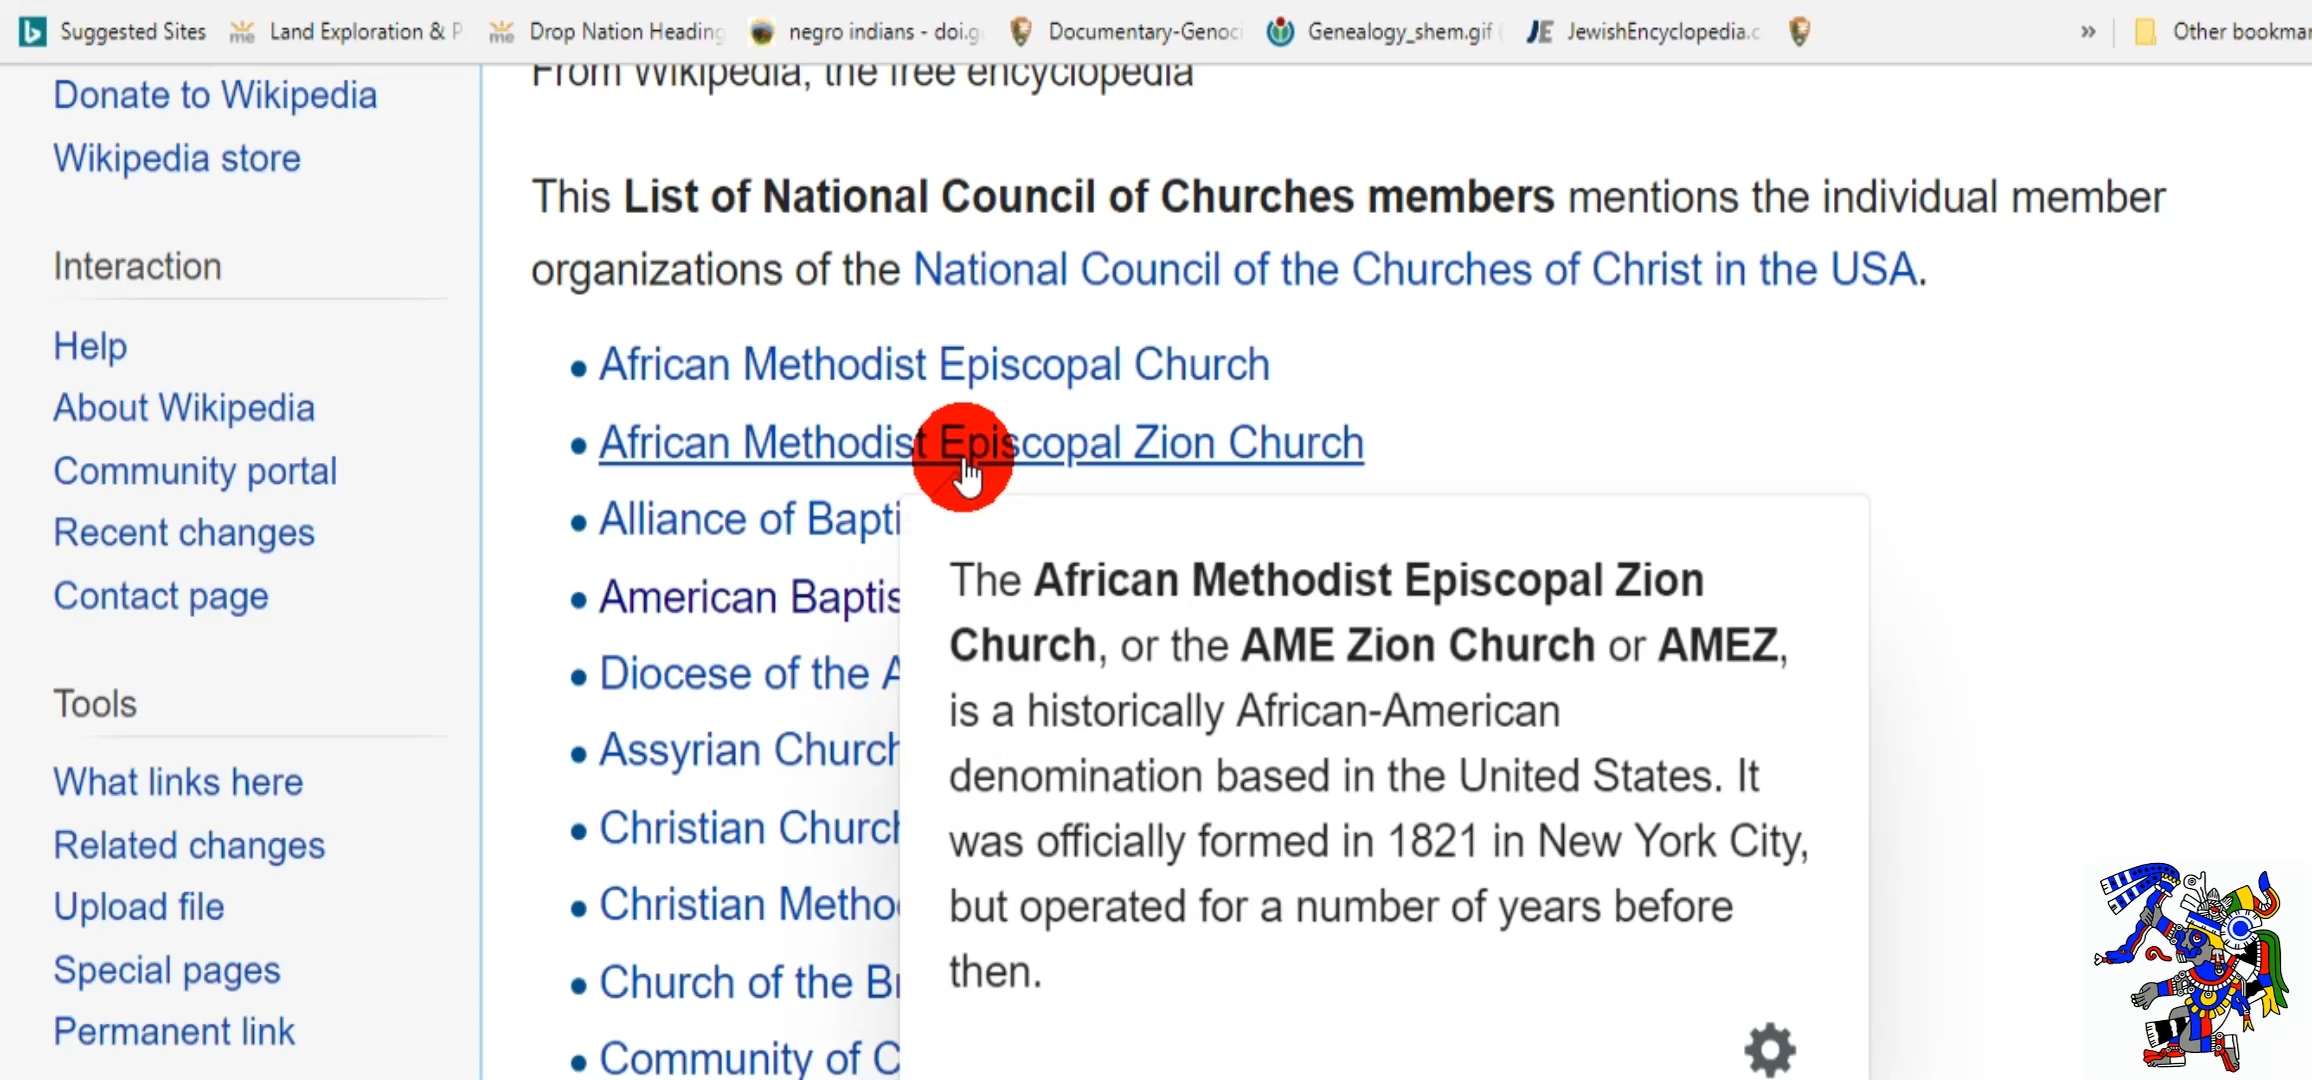 Suggested Sites Land Exploration & P Drop Nation Heading negro indians - doi.g Documentary-Genoci Genealogy_shem.gif ( JewishEncyclopedia.c » Other bookmar
From Wikipedia, the free encyclopedia
Donate to Wikipedia
Wikipedia store
Interaction
Help
About Wikipedia
Community portal
Recent changes
Contact page
Tools
What links here
Related changes
Upload file
Special pages
Permanent link
This List of National Council of Churches members mentions the individual member
organizations of the National Council of the Churches of Christ in the USA.
• African Methodist Episcopal Church
• African Methodist Episcopal Zion Church
• Alliance of Bapti
• American Baptis
• Diocese of the A
• Assyrian Church
• Christian Church
• Christian Metho
• Church of the Br
• Community of C
The African Methodist Episcopal Zion
Church, or the AME Zion Church or AMEZ,
is a historically African-American
denomination based in the United States. It
was officially formed in 1821 in New York City,
but operated for a number of years before
then.